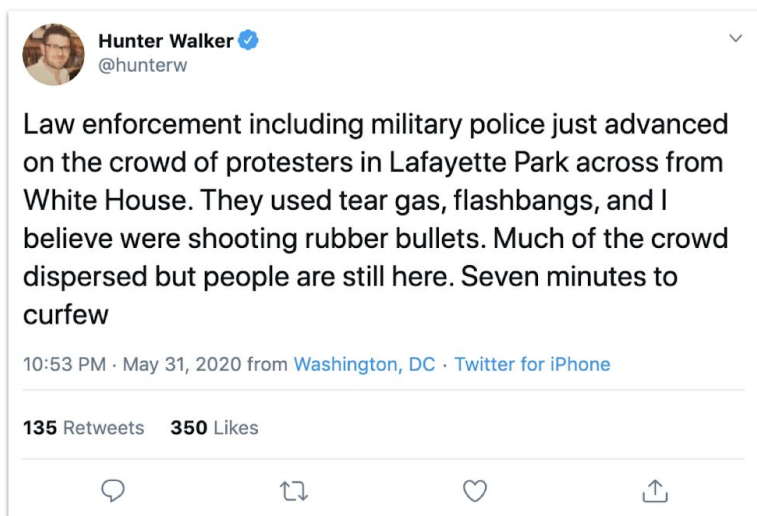 Hunter Walker
@hunterw
Law enforcement including military police just advanced
on the crowd of protesters in Lafayette Park across from
White House. They used tear gas, flashbangs, and I
believe were shooting rubber bullets. Much of the crowd
dispersed but people are still here. Seven minutes to
curfew
10:53 PM · May 31, 2020 from Washington, DC · Twitter for iPhone
135 Retweets 350 Likes